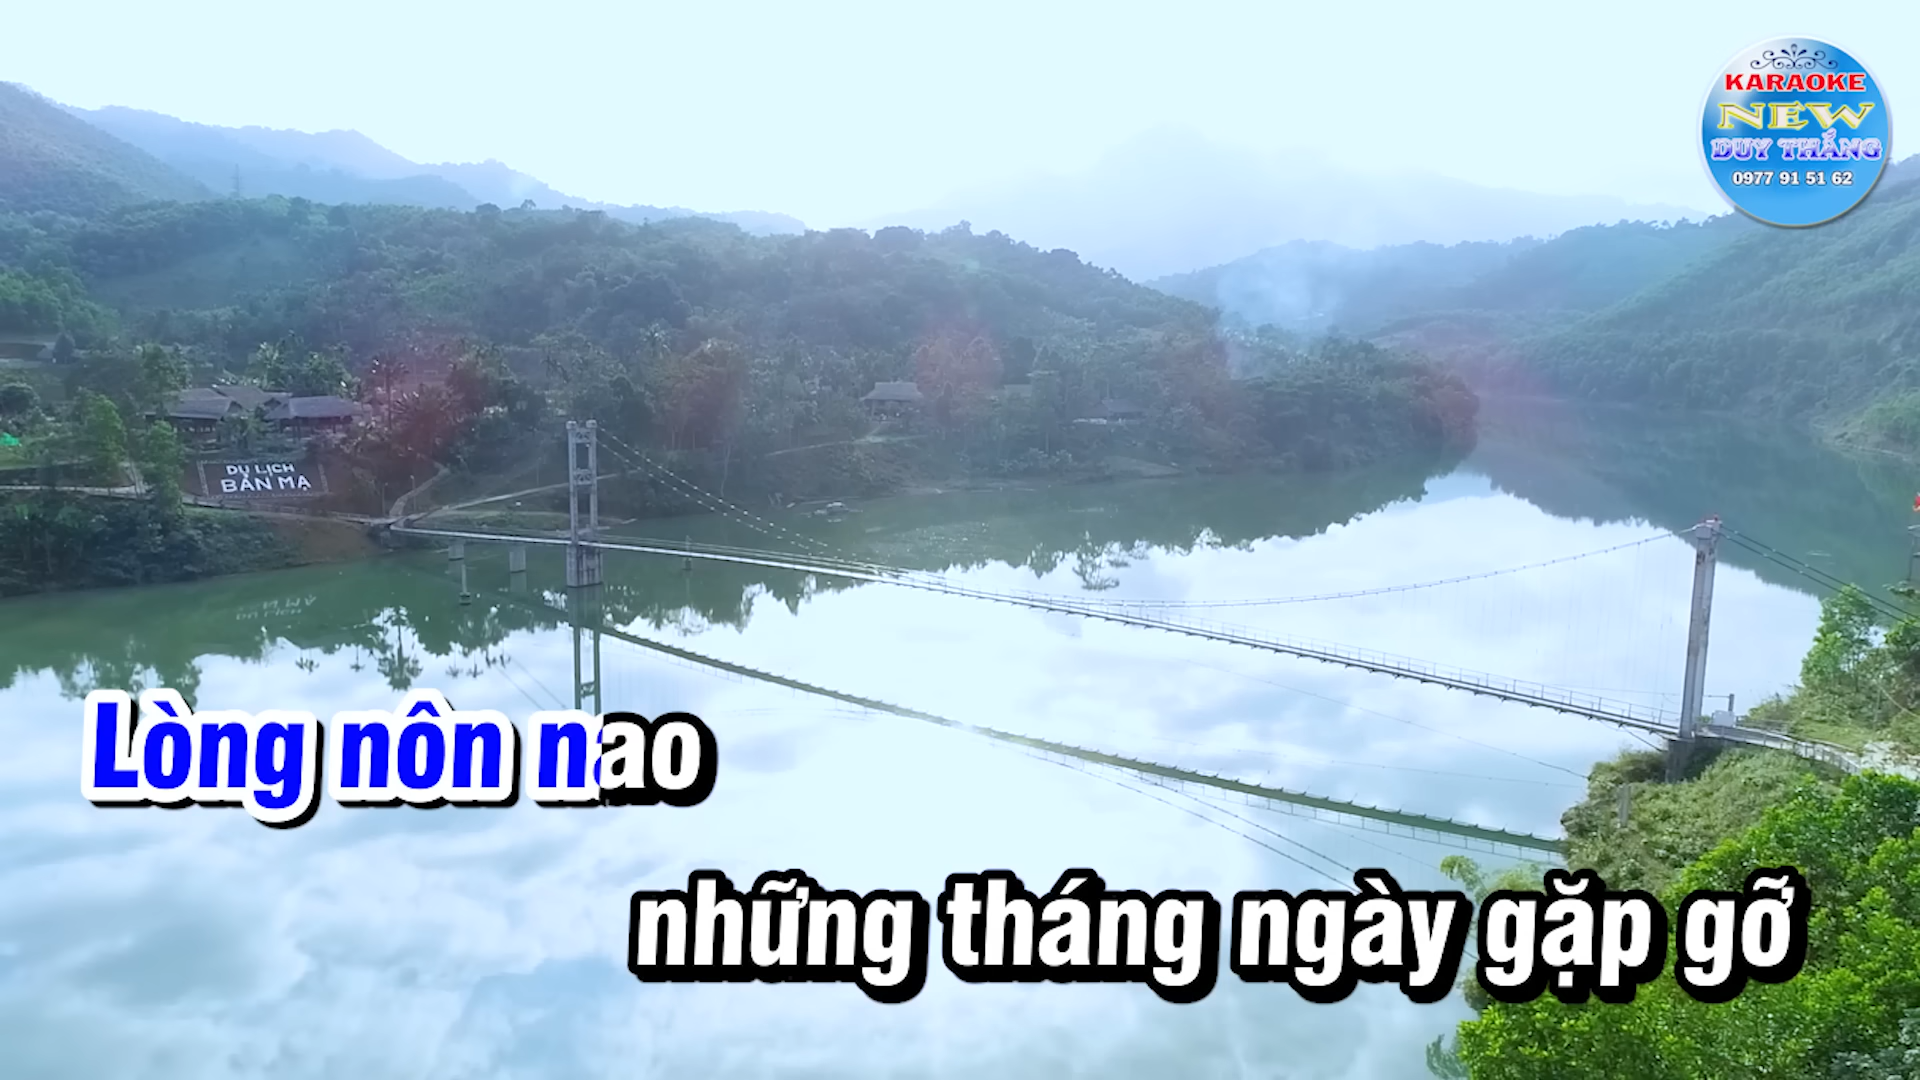 KARAOKE
NEW
DUY THẮNG
0977 91 51 62
DU LỊCH
BẢN MẠ
Lòng nôn nao
những tháng ngày gặp gỡ